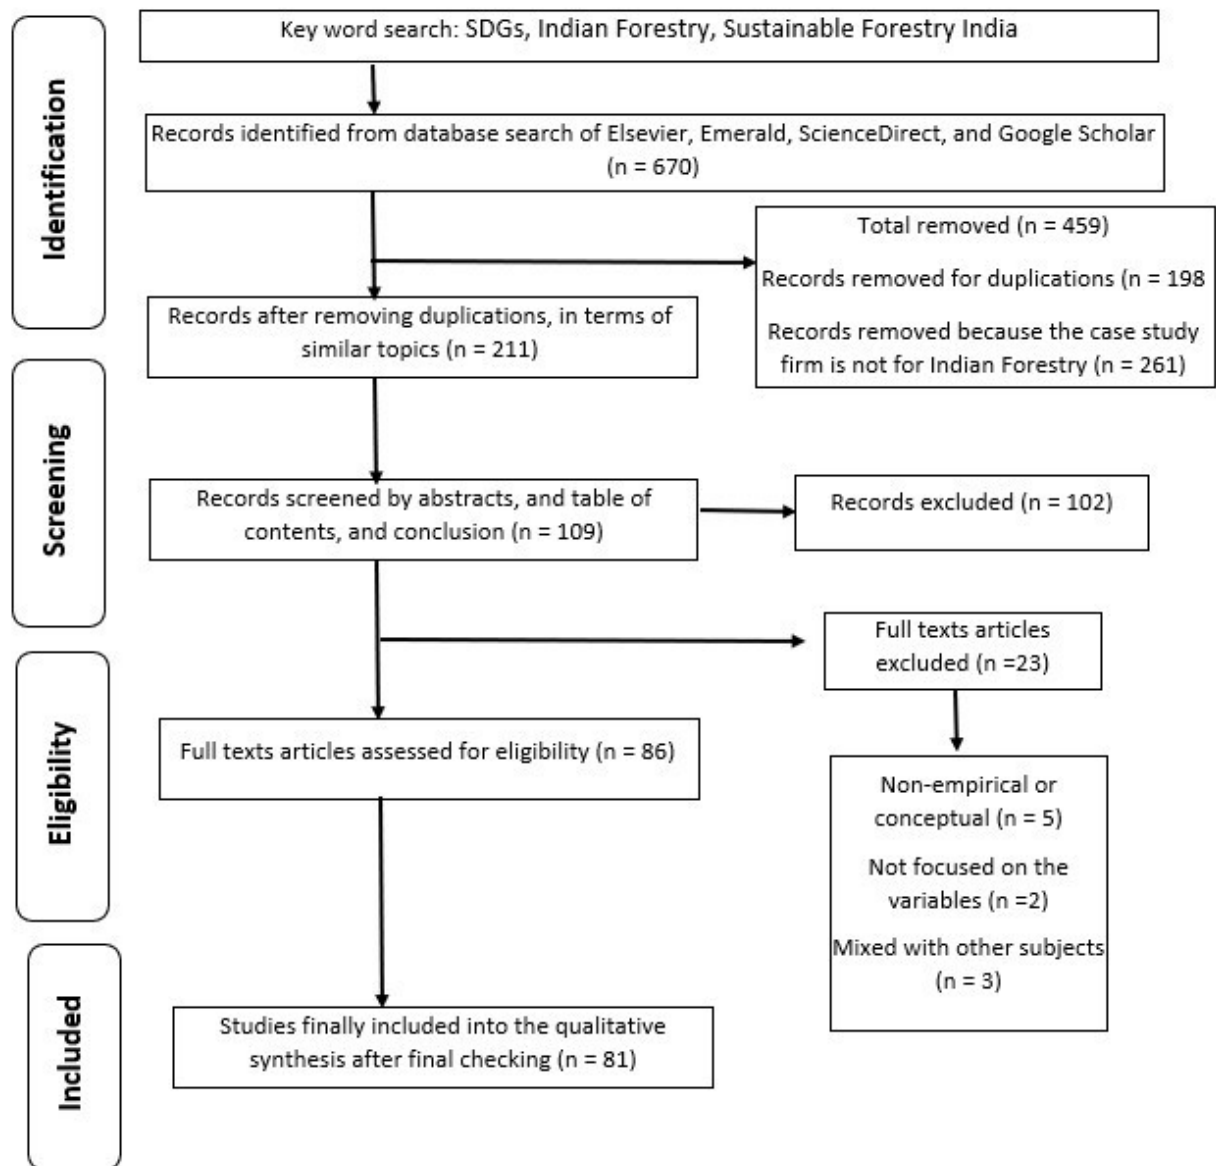 Identification
Key word search: SDGs, Indian Forestry, Sustainable Forestry India
Records identified from database search of Elsevier, Emerald, ScienceDirect, and Google Scholar
(n = 670)
Total removed (n = 459)
Records removed for duplications (n = 198
Records removed because the case study
firm is not for Indian Forestry (n = 261)
Records after removing duplications, in terms of
similar topics (n = 211)
Screening
Records screened by abstracts, and table of
contents, and conclusion (n = 109)
Records excluded (n = 102)
Full texts articles
excluded (n =23)
Eligibility
Full texts articles assessed for eligibility (n = 86)
Non-empirical or
conceptual (n = 5)
Not focused on the
variables (n =2)
Mixed with other subjects
(n = 3)
Included
Studies finally included into the qualitative
synthesis after final checking (n = 81)